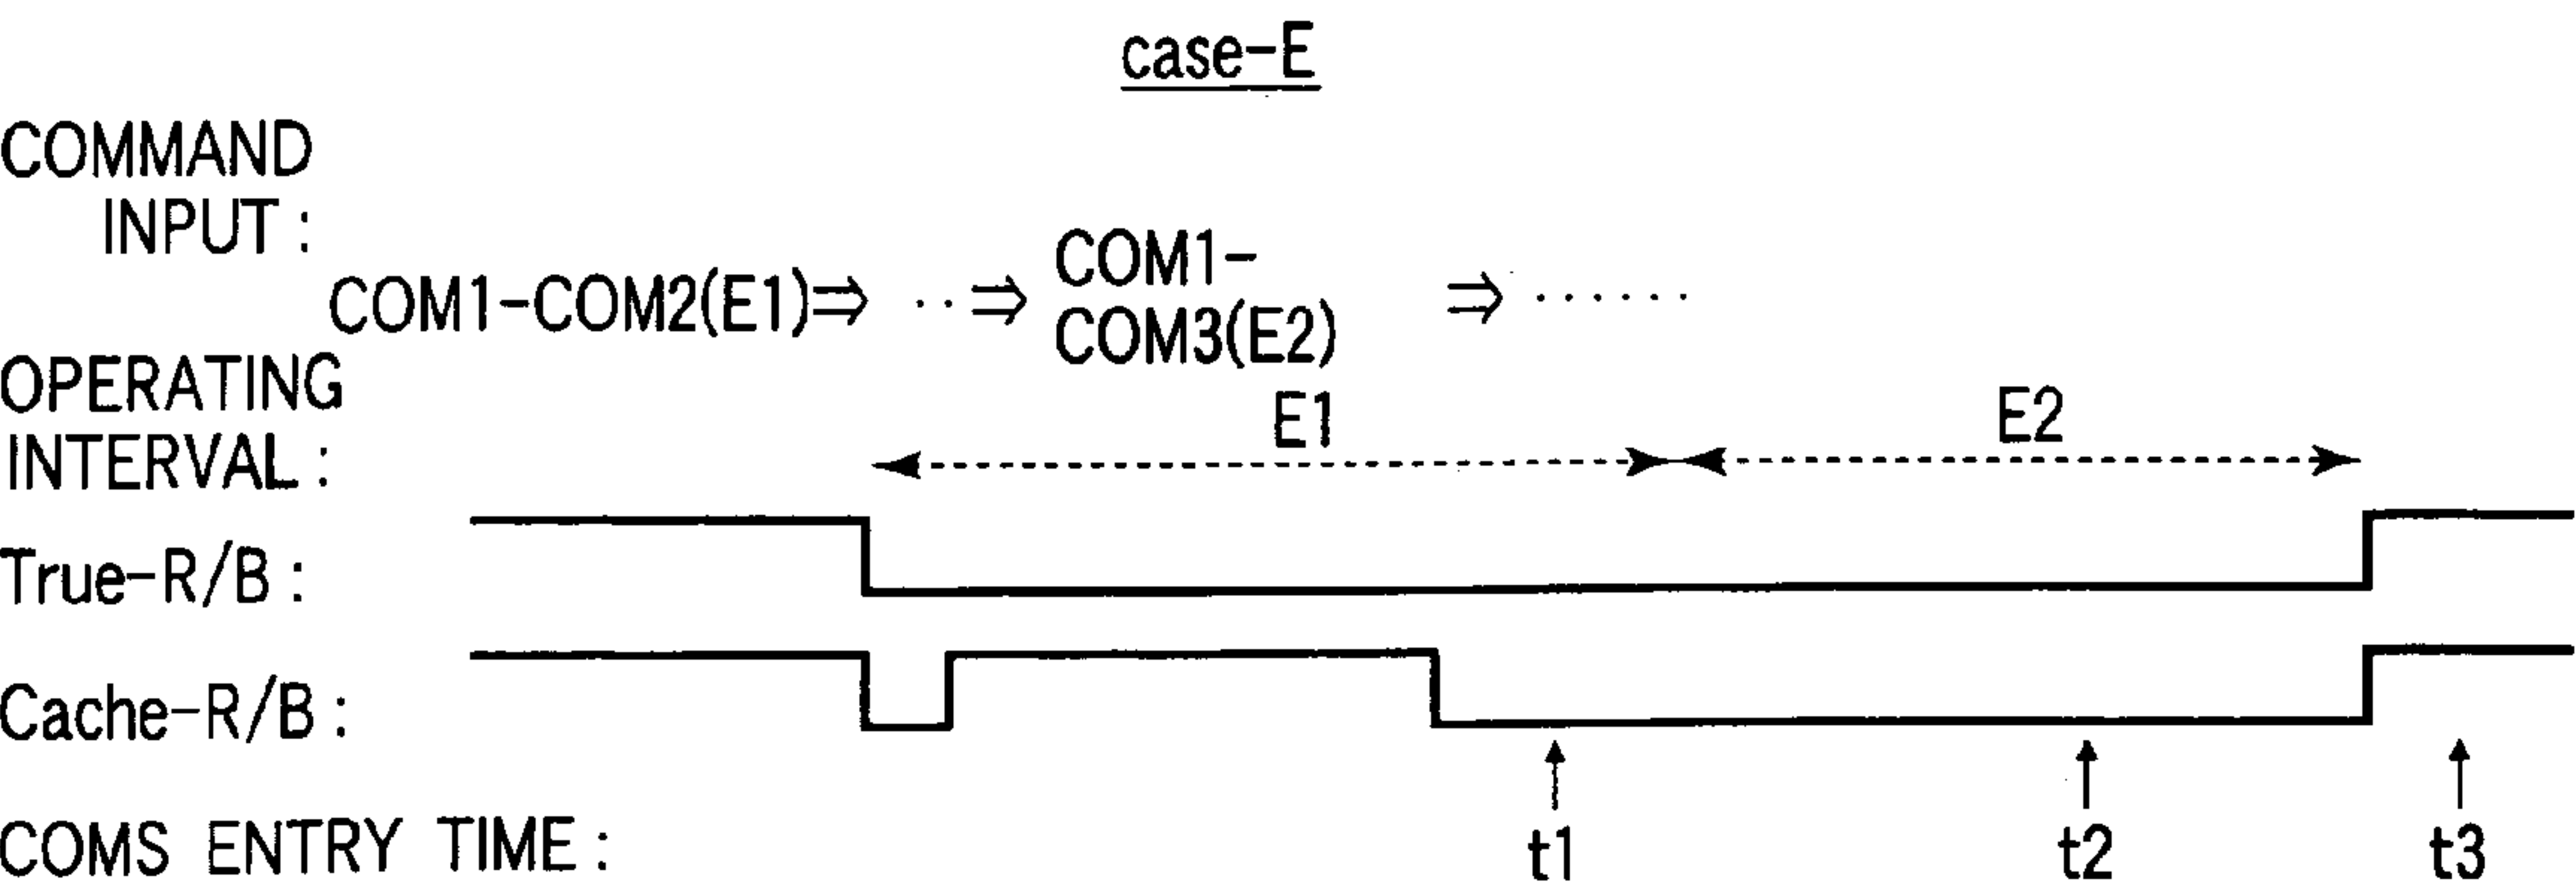 case-E
COMMAND
INPUT :
COM1-COM2(E1)⇒ ‥⇒ COM1-
COM3(E2) ⇒ ······
OPERATING
INTERVAL :
E1 E2
True-R/B :
Cache-R/B :
COMS ENTRY TIME : t1 t2 t3